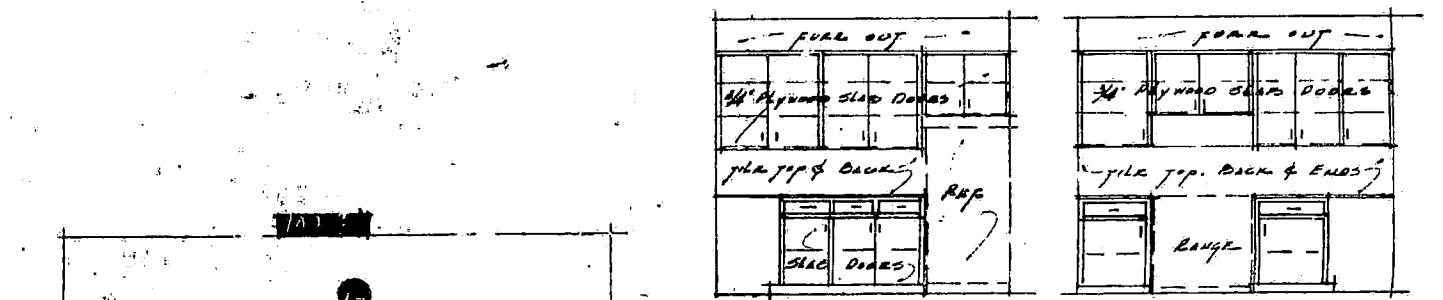 FURR OUT
3/4" PLYWOOD SLAB DOORS
TILE TOP & BACK
REF
SLAB DOORS
FURR OUT
3/4" PLYWOOD SLAB DOORS
TILE TOP. BACK & ENDS
RANGE